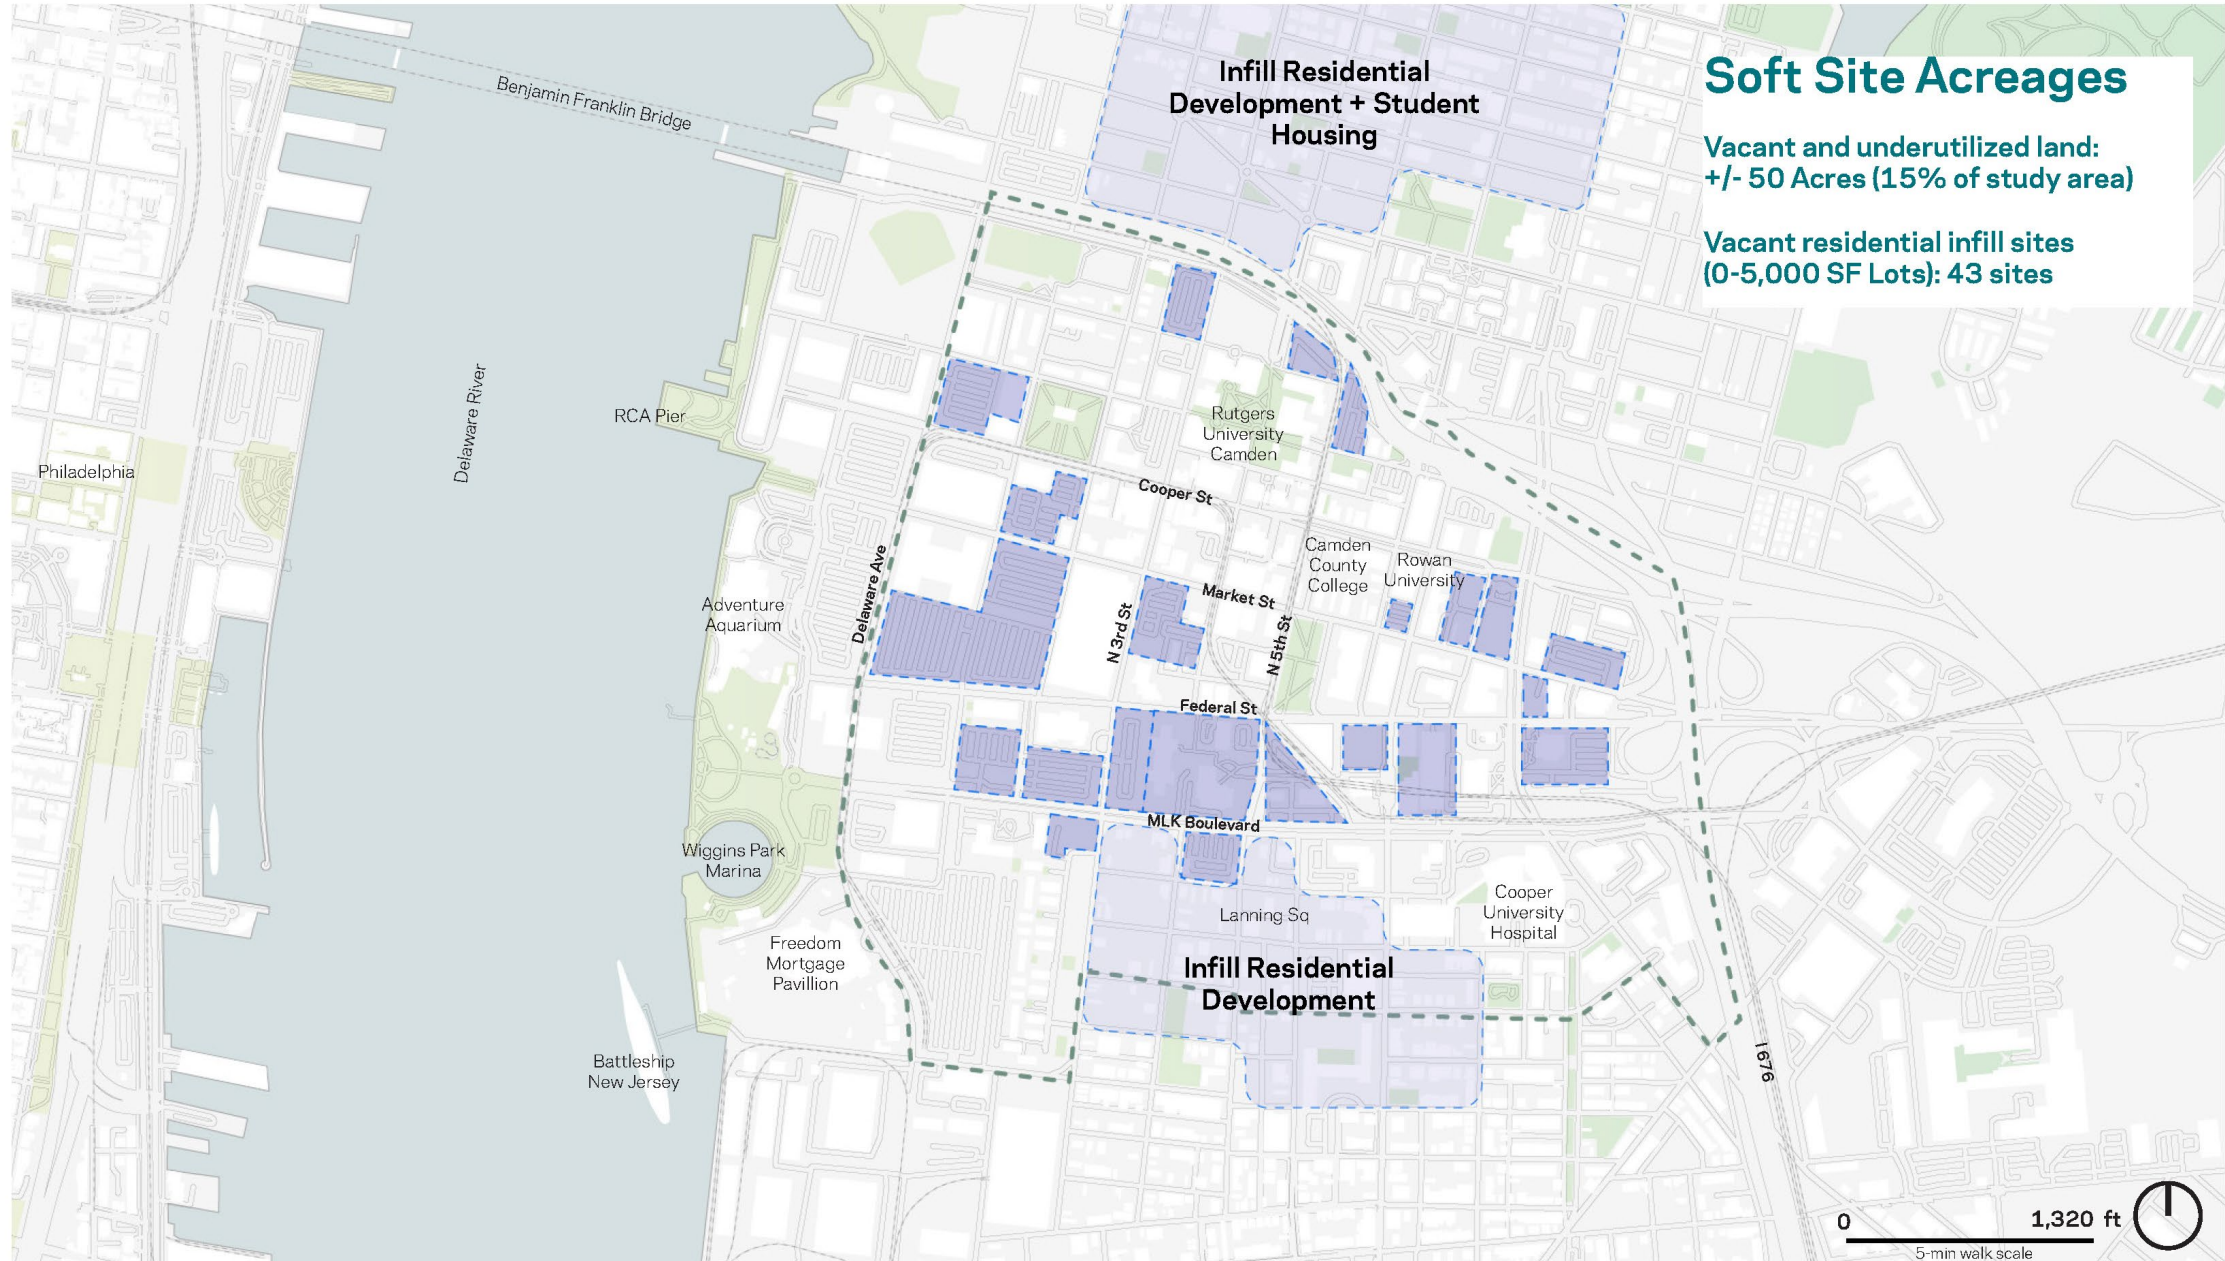 Soft Site Acreages
Vacant and underutilized land:
+/- 50 Acres (15% of study area)
Vacant residential infill sites
(0-5,000 SF Lots): 43 sites
Infill Residential
Development + Student
Housing
Benjamin Franklin Bridge
Delaware River
Philadelphia
RCA Pier
Rutgers
University
Camden
Cooper St
Camden
County
College
Rowan
University
Market St
Delaware Ave
N 3rd St
N 5th St
Adventure
Aquarium
Federal St
MLK Boulevard
Wiggins Park
Marina
Lanning Sq
Cooper
University
Hospital
Freedom
Mortgage
Pavillion
Infill Residential
Development
Battleship
New Jersey
I 676
0
1,320 ft
5-min walk scale